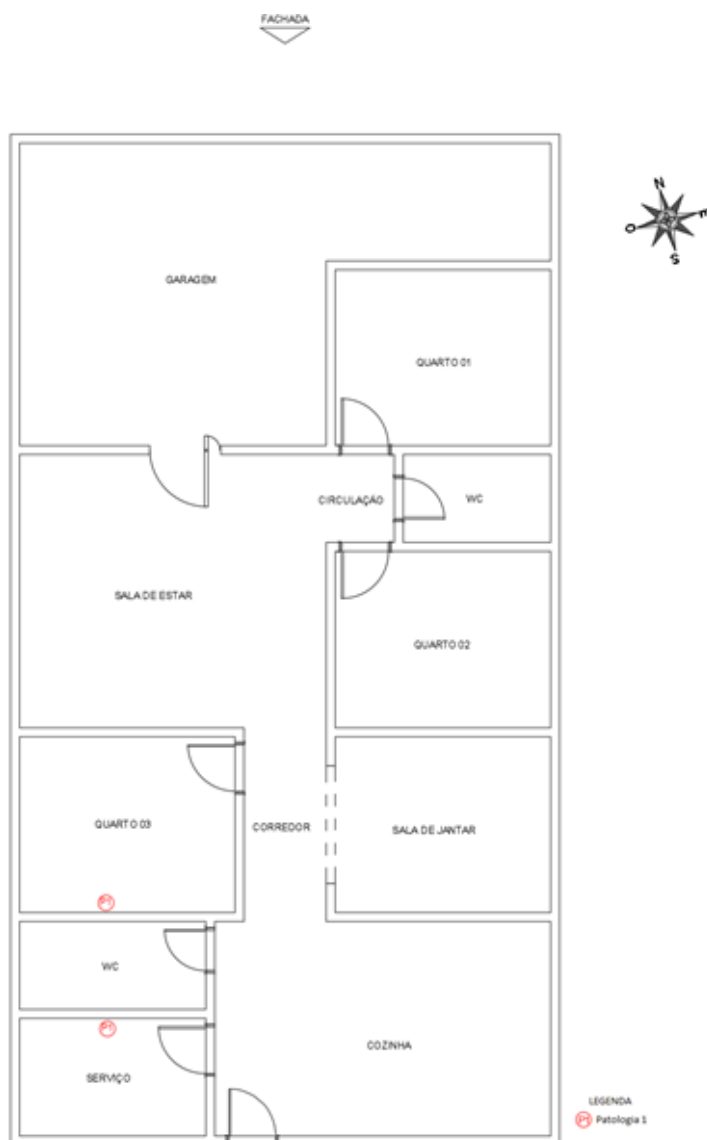 FACHADA
N
E
O
S
GARAGEM
QUARTO 01
CIRCULAÇÃO
WC
SALA DE ESTAR
QUARTO 02
QUARTO 03
CORREDOR
SALA DE JANTAR
P1
WC
P1
COZINHA
SERVIÇO
LEGENDA
P1 Patologia 1